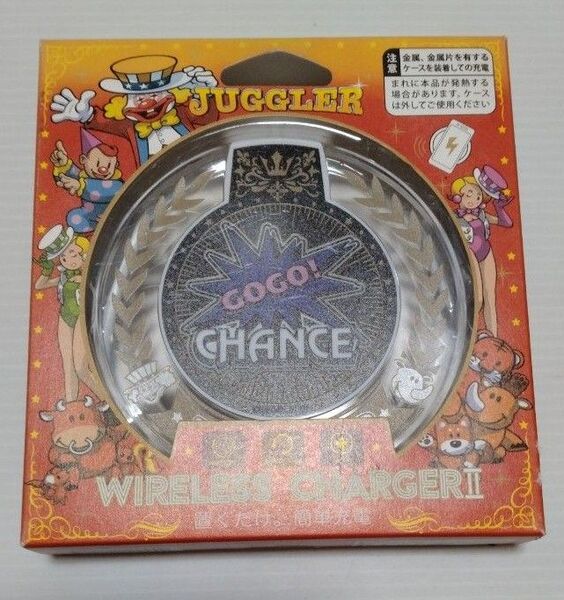 注意
金属、金属片を有する
ケースを装着しての充電
まれに本品が発熱する
場合があります。ケース
は外してご使用ください
JUGGLER
GOGO!
CHANCE
WIRELESS CHARGERⅡ
置くだけ。簡単充電